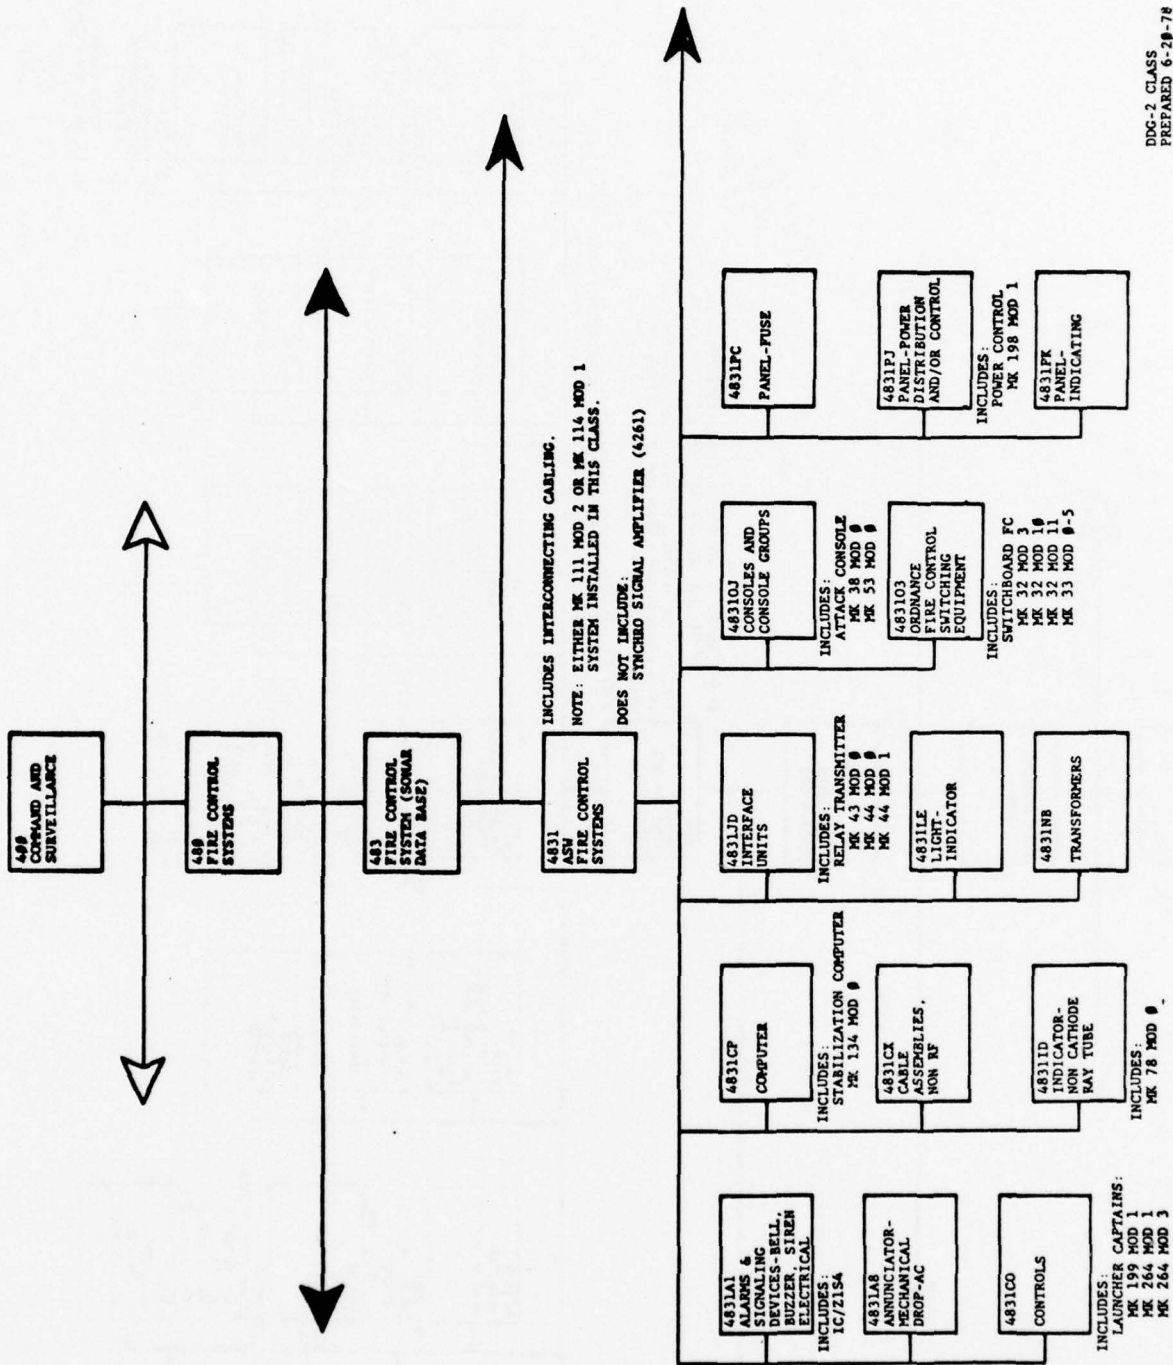 400
COMMAND AND
SURVEILLANCE
480
FIRE CONTROL
SYSTEMS
483
FIRE CONTROL
SYSTEM (SONAR
DATA BASE)
4831
ASW
FIRE CONTROL
SYSTEMS
INCLUDES INTERCONNECTING CABLING.
NOTE: EITHER MK 111 MOD 2 OR MK 114 MOD 1
SYSTEM INSTALLED IN THIS CLASS.
DOES NOT INCLUDE:
SYNCHRO SIGNAL AMPLIFIER (4261)
4831A1
ALARMS &
SIGNALING
DEVICES-BELL,
BUZZER, SIREN
ELECTRICAL
INCLUDES:
IC/Z1S4
4831A8
ANNUNCIATOR-
MECHANICAL
DROP-AC
4831CO
CONTROLS
INCLUDES:
LAUNCHER CAPTAINS:
MK 199 MOD 1
MK 264 MOD 1
MK 264 MOD 3
4831CP
COMPUTER
INCLUDES:
STABILIZATION COMPUTER
MK 134 MOD 0
4831CX
CABLE
ASSEMBLIES,
NON RF
4831ID
INDICATOR-
NON CATHODE
RAY TUBE
INCLUDES:
MK 78 MOD 0
4831JD
INTERFACE
UNITS
INCLUDES:
RELAY TRANSMITTER
MK 43 MOD 0
MK 44 MOD 0
MK 44 MOD 1
4831LE
LIGHT-
INDICATOR
4831NB
TRANSFORMERS
4831OJ
CONSOLES AND
CONSOLE GROUPS
INCLUDES:
ATTACK CONSOLE
MK 38 MOD 0
MK 53 MOD 0
4831O3
ORDNANCE
FIRE CONTROL
SWITCHING
EQUIPMENT
INCLUDES:
SWITCHBOARD FC
MK 32 MOD 3
MK 32 MOD 10
MK 32 MOD 11
MK 33 MOD 0-5
4831PC
PANEL-FUSE
4831PJ
PANEL-POWER
DISTRIBUTION
AND/OR CONTROL
INCLUDES:
POWER CONTROL
MK 198 MOD 1
4831PK
PANEL-
INDICATING
DDG-2 CLASS
PREPARED 6-20-78